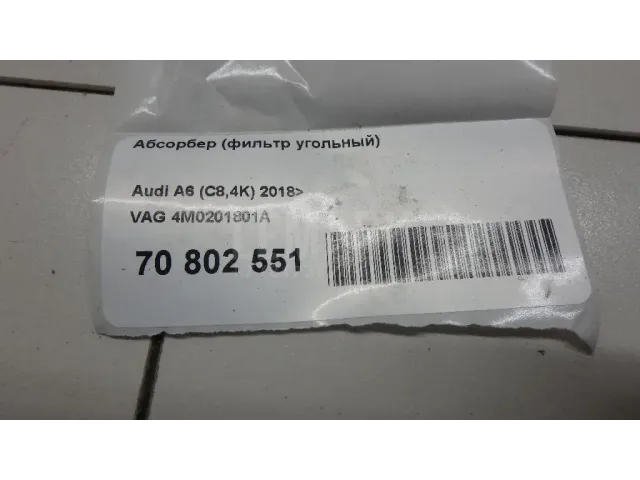 Абсорбер (фильтр угольный)
Audi A6 (C8,4K) 2018>
VAG 4M0201801A
70 802 551